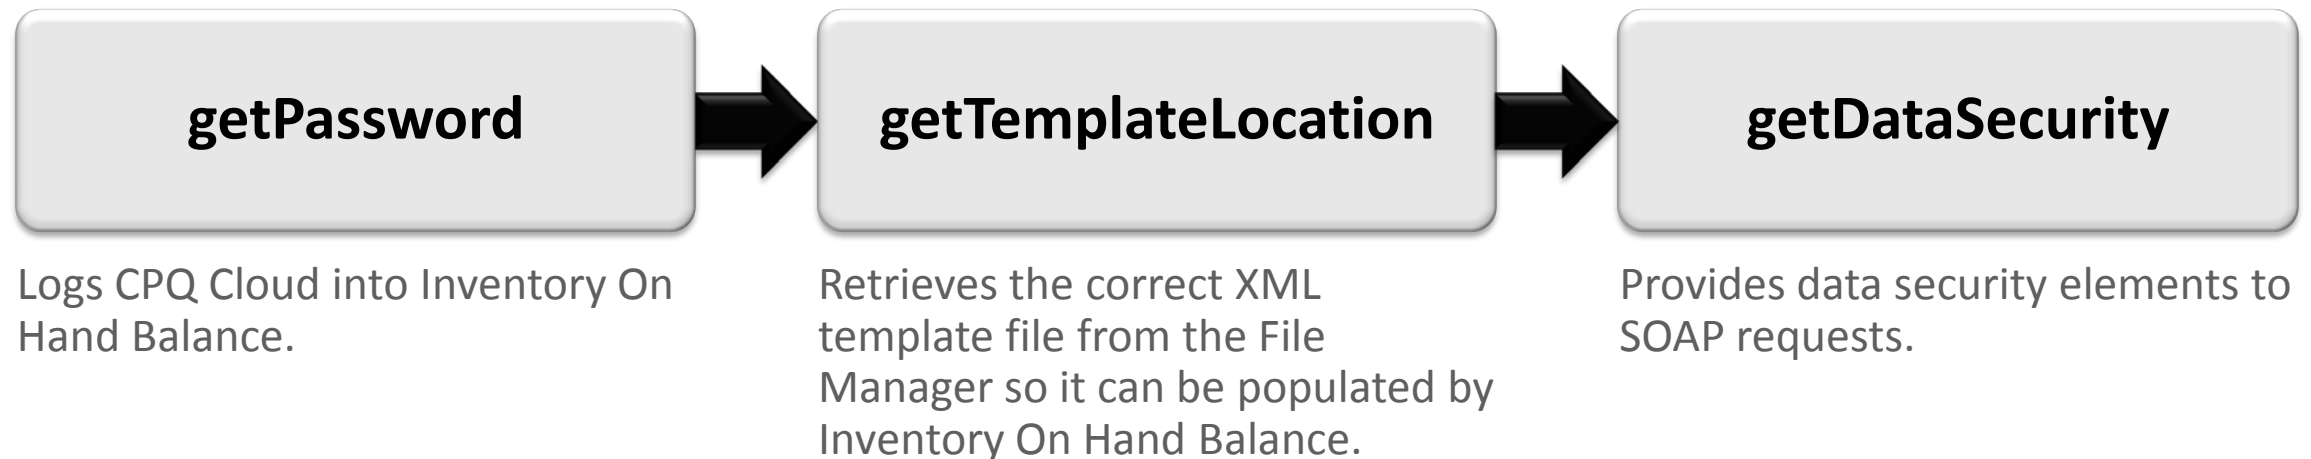 getPassword
Logs CPQ Cloud into Inventory On
Hand Balance.
getTemplateLocation
Retrieves the correct XML
template file from the File
Manager so it can be populated by
Inventory On Hand Balance.
getDataSecurity
Provides data security elements to
SOAP requests.